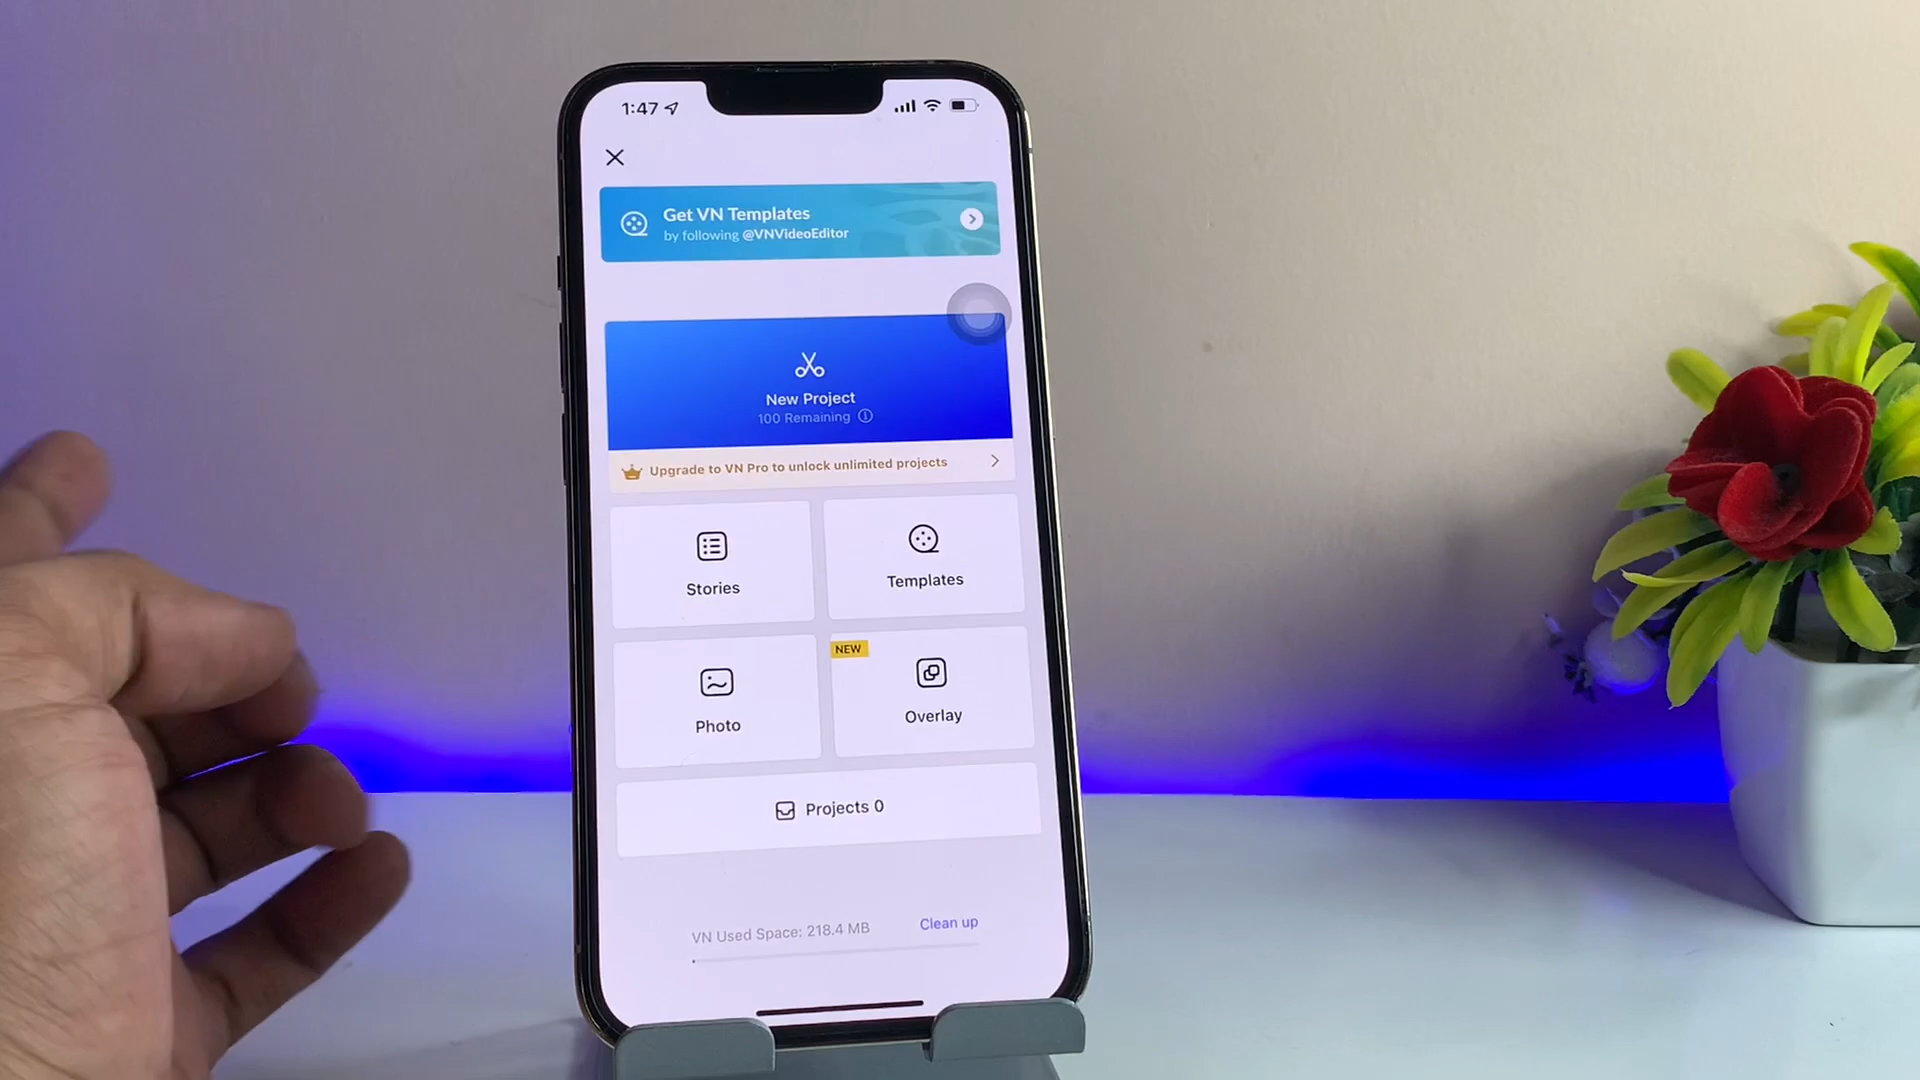 1:47
Get VN Templates
by following @VNVideoEditor
New Project
100 Remaining
Upgrade to VN Pro to unlock unlimited projects
Stories
Templates
NEW
Photo
Overlay
Projects 0
VN Used Space: 218.4 MB
Clean up